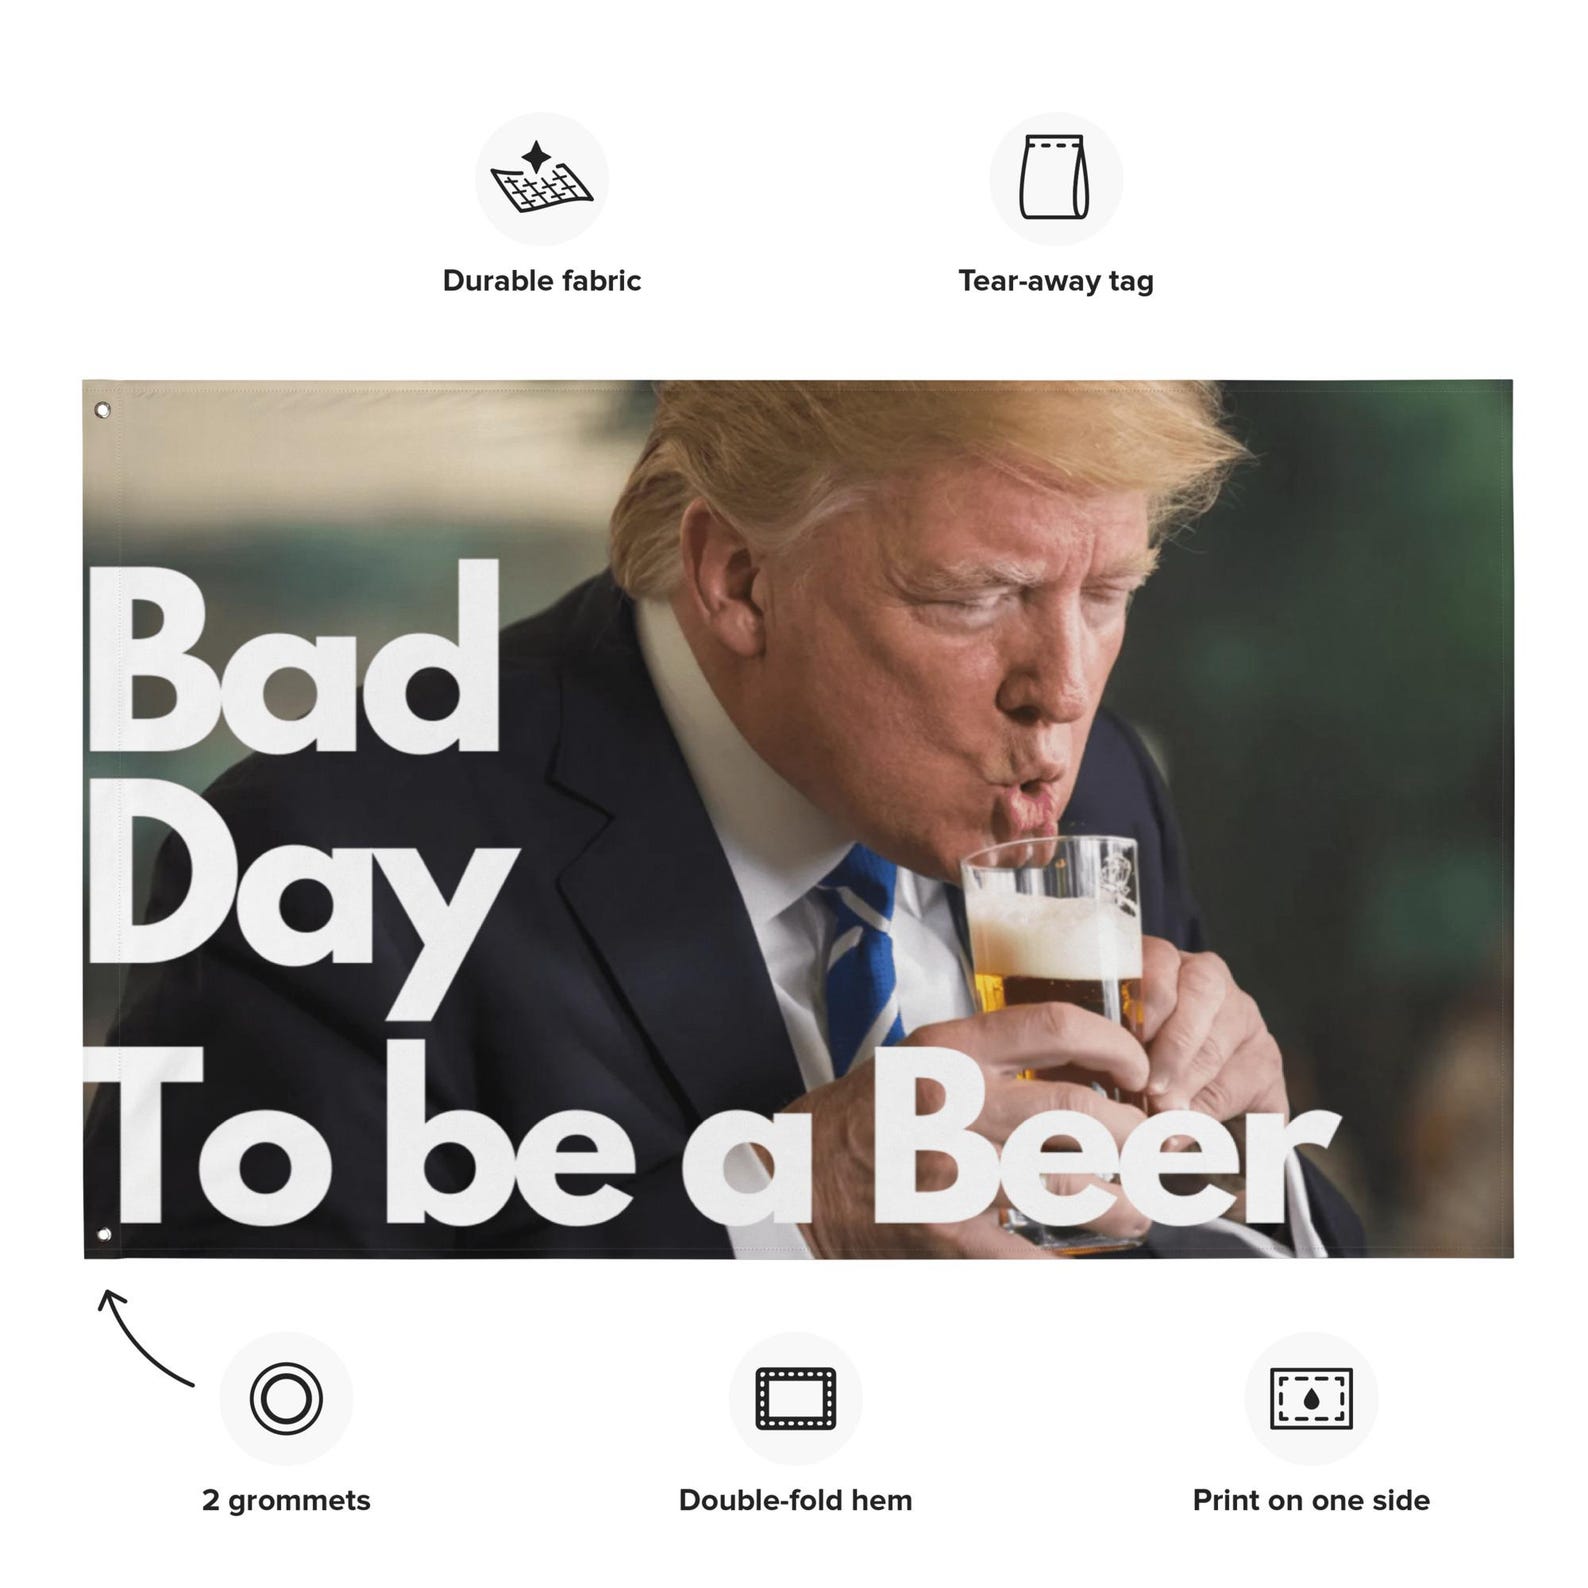 Durable fabric
Tear-away tag
Bad
Day
To be a Beer
2 grommets
Double-fold hem
Print on one side